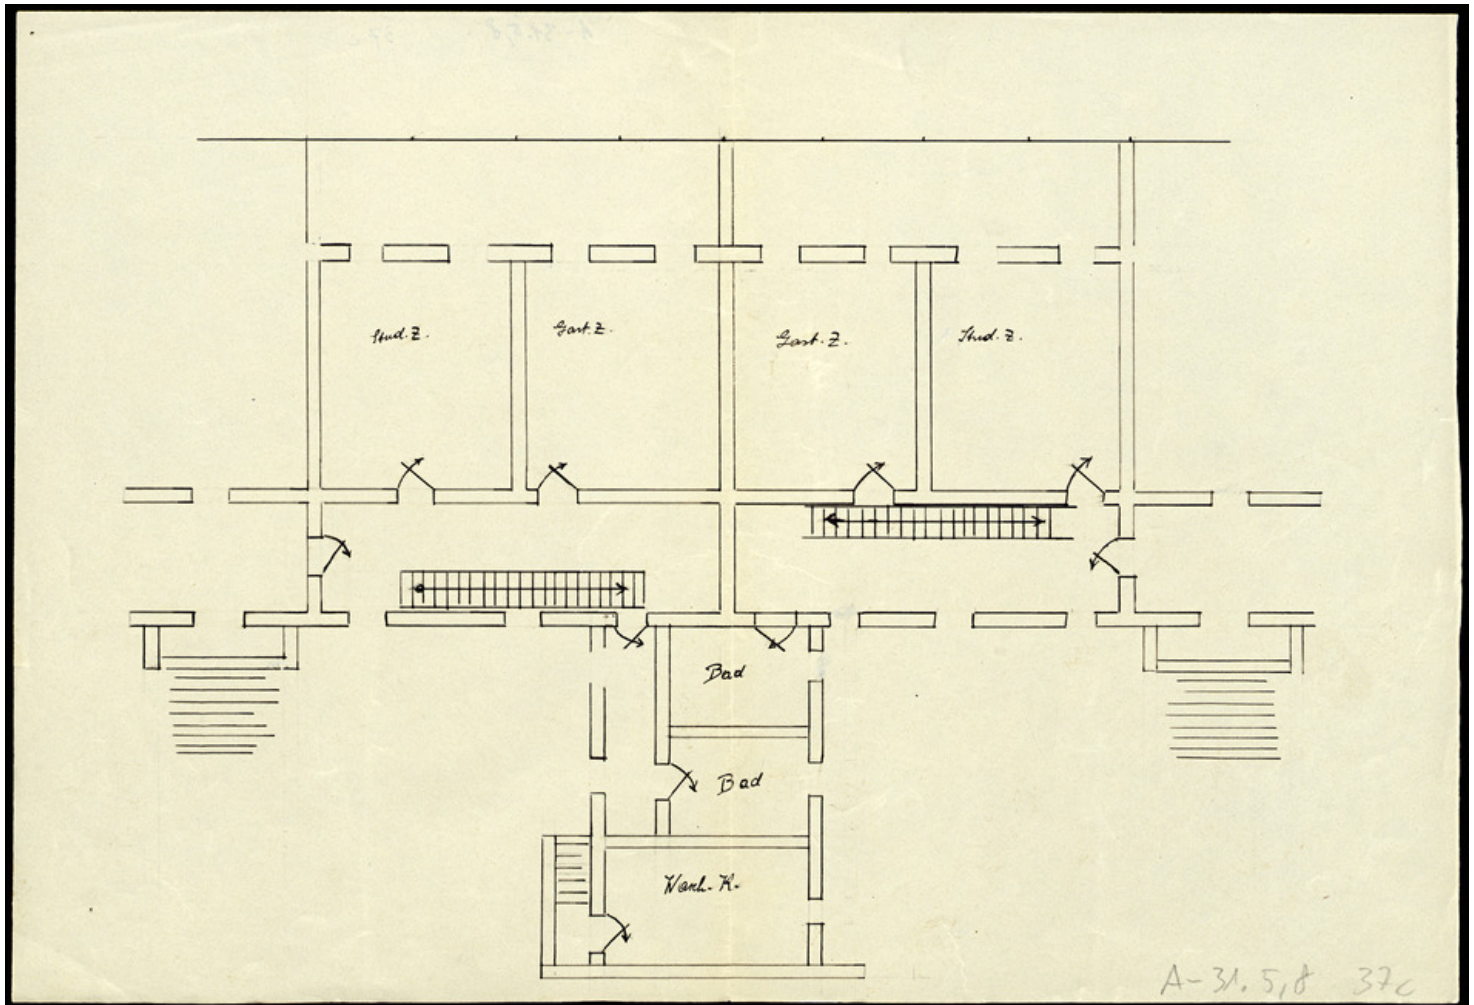 Stud. Z.
Gast. Z.
Gast. Z.
Stud. Z.
Bad
Bad
Wasch-K.
A-31.5,8 37c